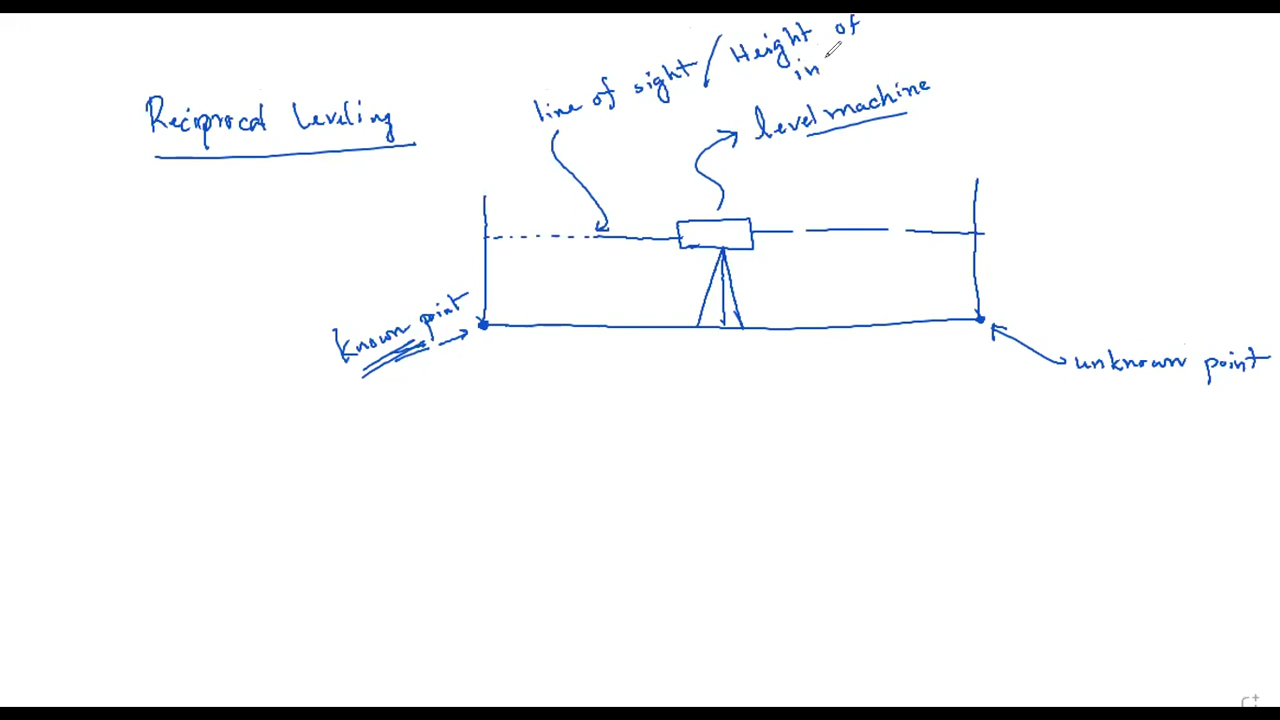 Reciprocal Leveling
line of sight / Height of
in
level machine
known point
unknown point